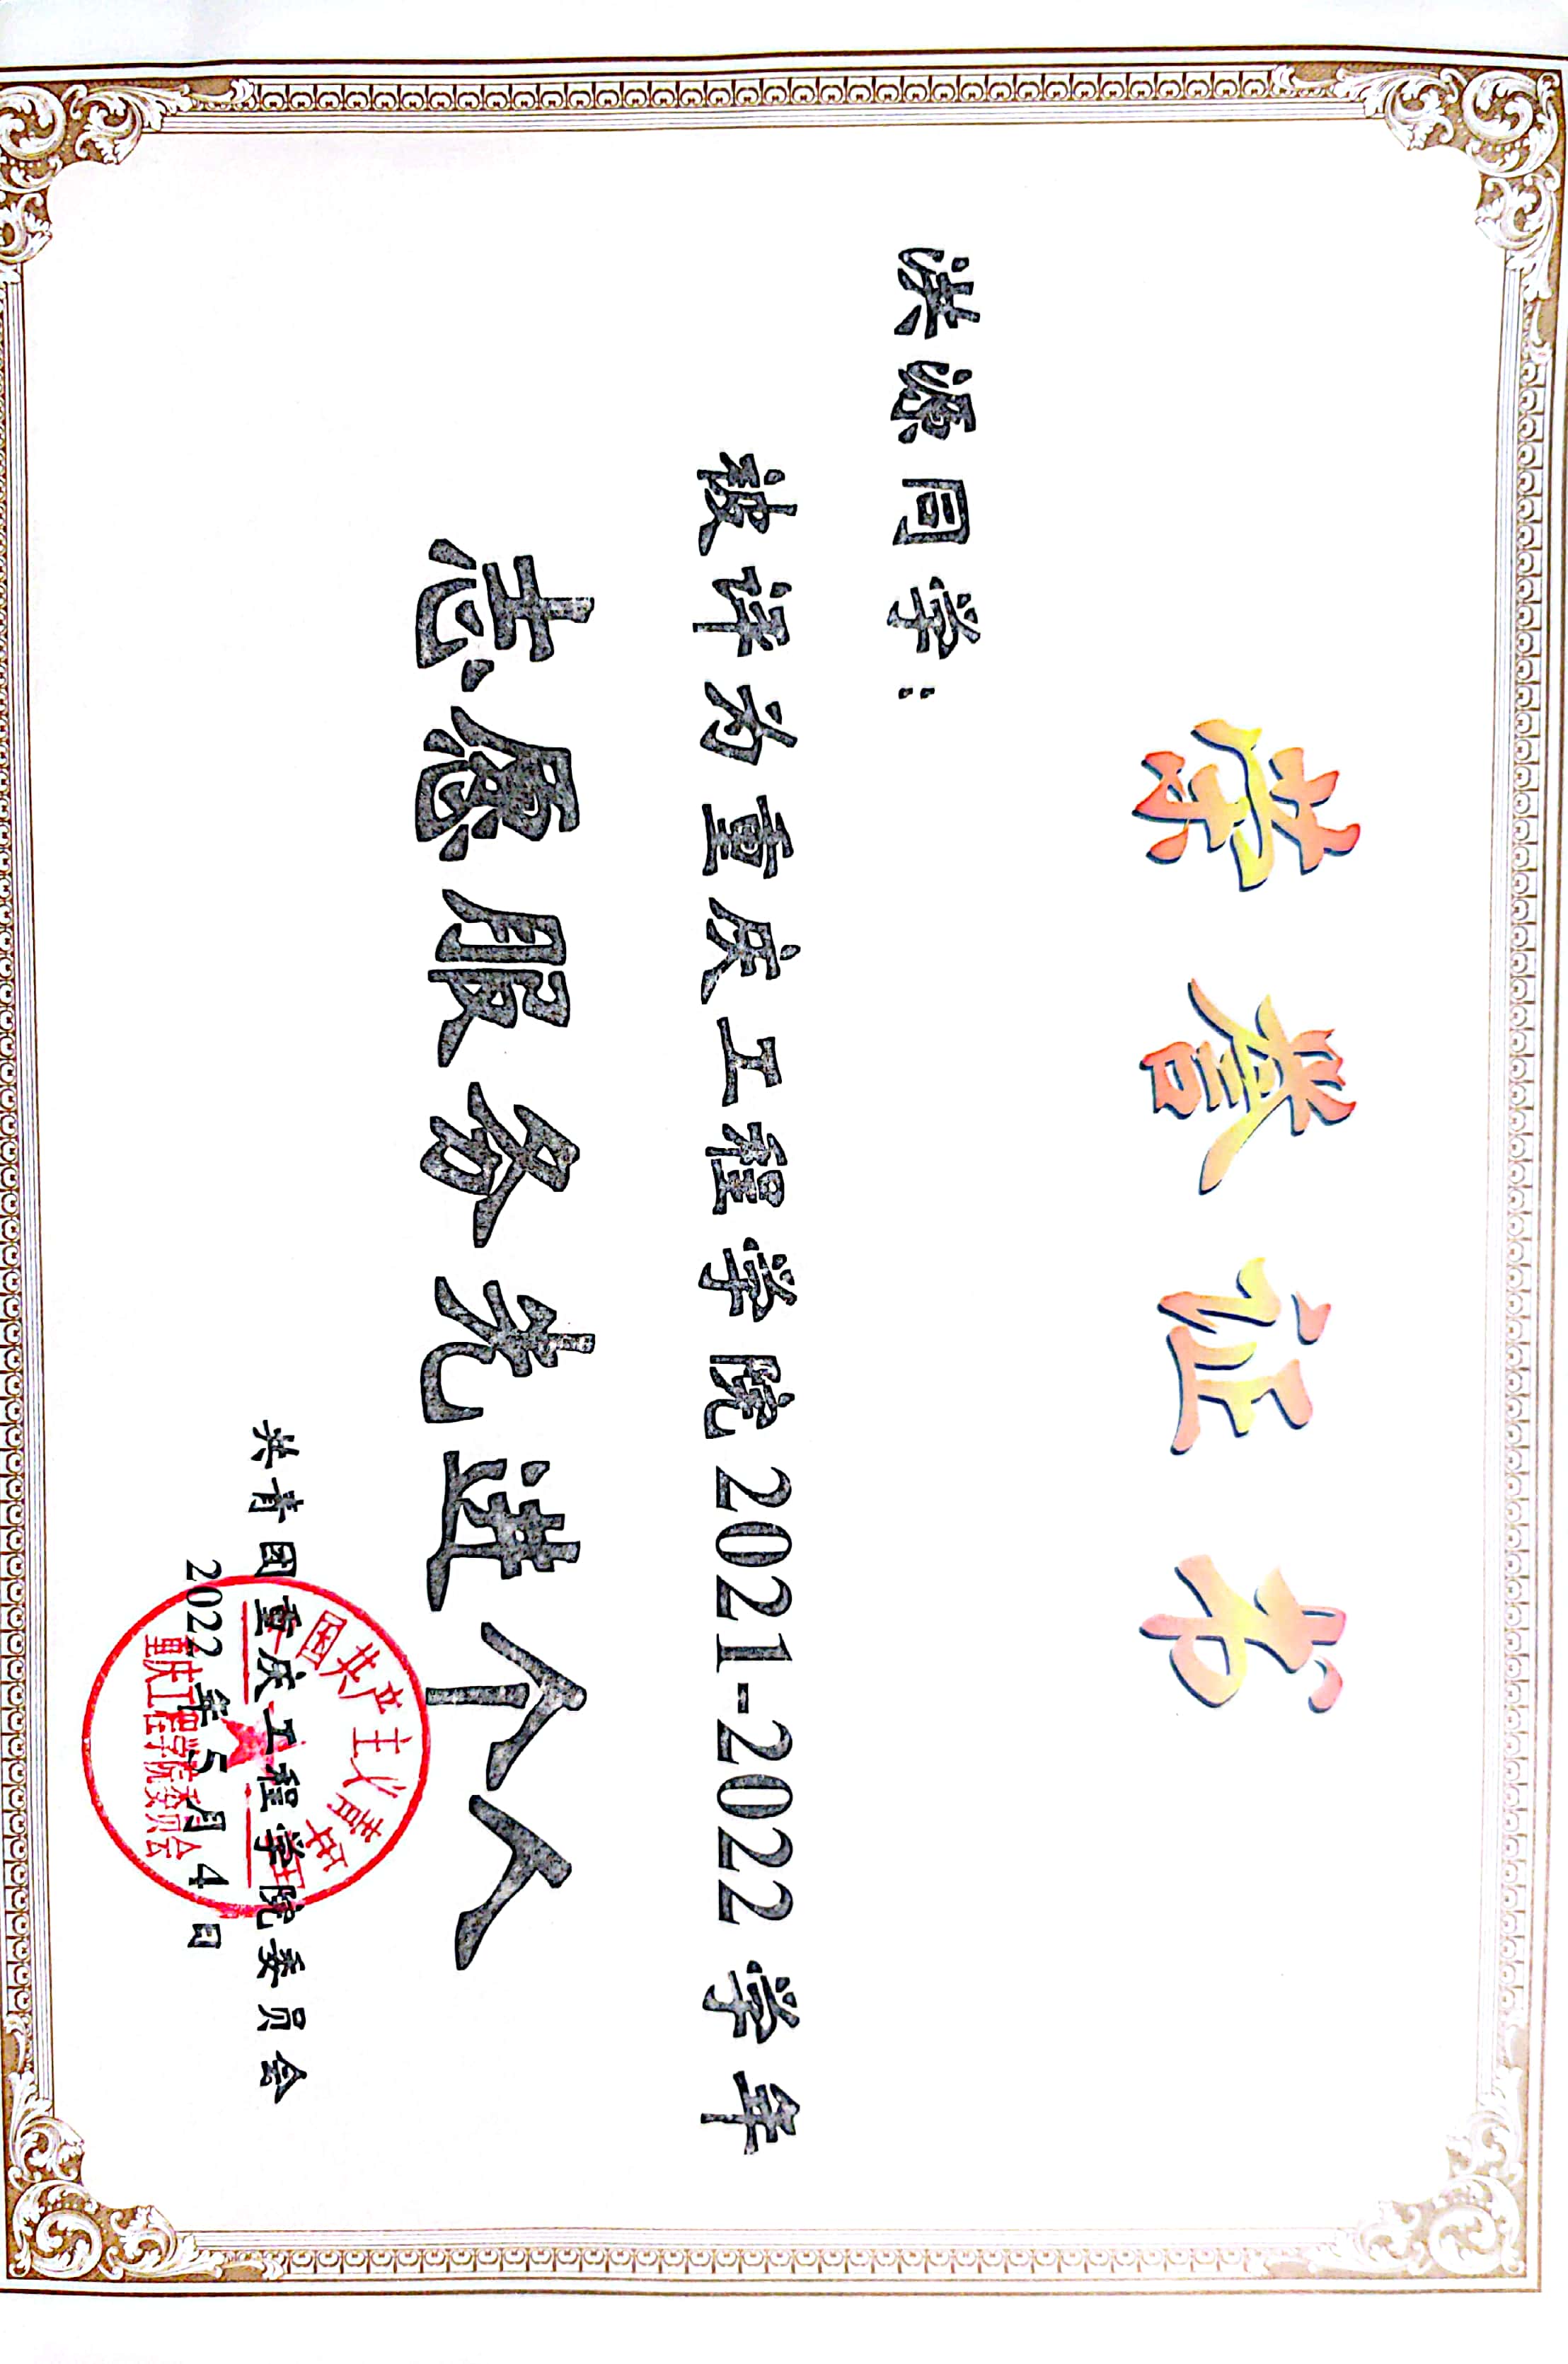 荣誉证书
洪源同学：
被评为重庆工程学院2021-2022学年
志愿服务先进个人
国共产主义青年团
共青团重庆工程学院委员会
2022年5月4日
重庆工程学院委员会